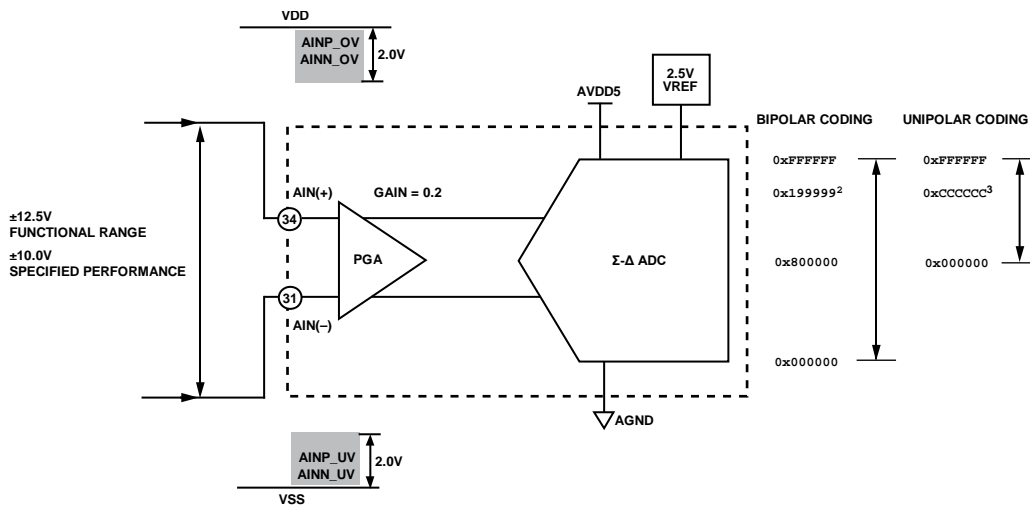 VDD
AINP_OV
AINN_OV
2.0V
2.5V
VREF
AVDD5
BIPOLAR CODING
UNIPOLAR CODING
0xFFFFFF
0xFFFFFF
0x199999²
0xCCCCCC³
0x800000
0x000000
0x000000
±12.5V
FUNCTIONAL RANGE
±10.0V
SPECIFIED PERFORMANCE
AIN(+)
GAIN = 0.2
34
PGA
Σ-Δ ADC
31
AIN(–)
AGND
AINP_UV
AINN_UV
2.0V
VSS